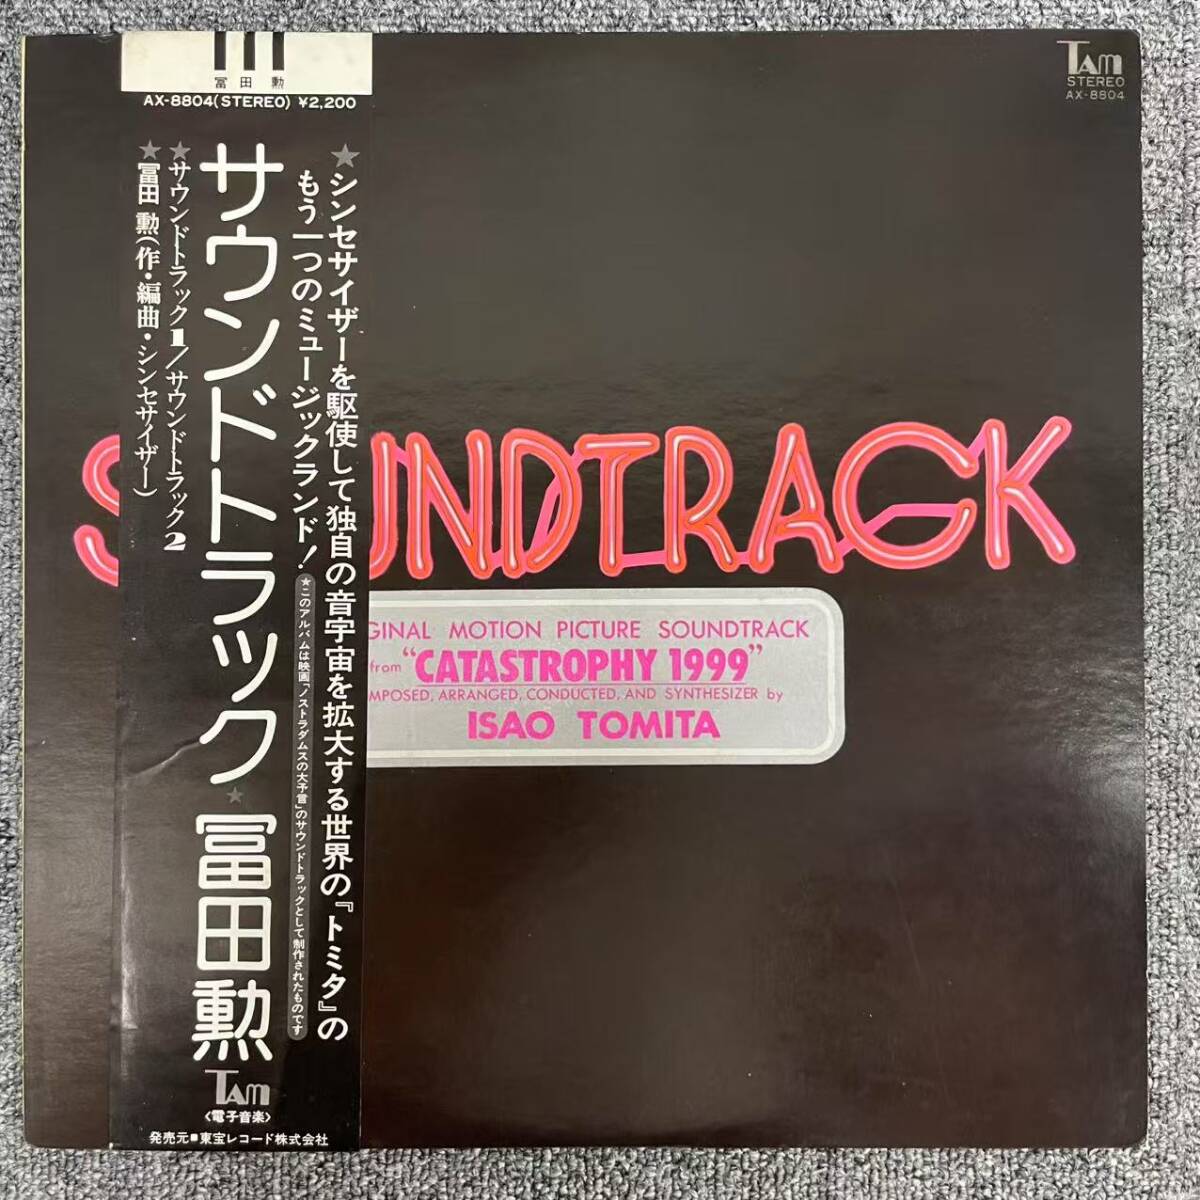 冨田勲
AX-8804(STEREO) ¥2,200
★シンセサイザーを駆使して独自の音宇宙を拡大する世界の『トミタ』の
もう一つのミュージックランド!
★このアルバムは映画「ノストラダムスの大予言」のサウンドトラックとして制作されたものです
サウンドトラック★冨田勲
★サウンドトラック1/サウンドトラック2
★冨田 勲(作・編曲・シンセサイザー)
TAM
〈電子音楽〉
発売元■東宝レコード株式会社
TAM
STEREO
AX-8804
SOUNDTRACK
GINAL MOTION PICTURE SOUNDTRACK
from "CATASTROPHY 1999"
MPOSED, ARRANGED, CONDUCTED, AND SYNTHESIZER by
ISAO TOMITA